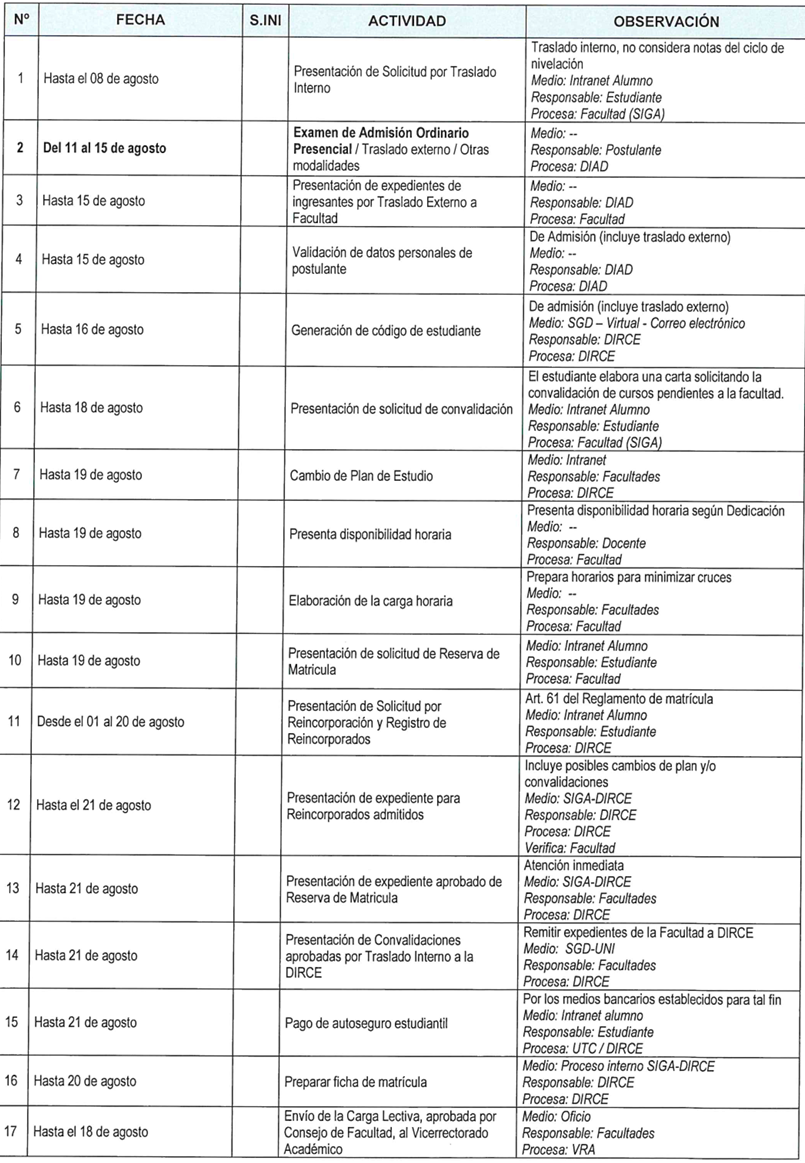 Nº FECHA S.INI ACTIVIDAD OBSERVACIÓN
1 Hasta el 08 de agosto
Presentación de Solicitud por Traslado
Interno
Traslado interno, no considera notas del ciclo de
nivelación
Medio: Intranet Alumno
Responsable: Estudiante
Procesa: Facultad (SIGA)
2 Del 11 al 15 de agosto
Examen de Admisión Ordinario
Presencial / Traslado externo / Otras
modalidades
Medio: --
Responsable: Postulante
Procesa: DIAD
3 Hasta 15 de agosto
Presentación de expedientes de
ingresantes por Traslado Externo a
Facultad
Medio: --
Responsable: DIAD
Procesa: Facultad
4 Hasta 15 de agosto
Validación de datos personales de
postulante
De Admisión (incluye traslado externo)
Medio: --
Responsable: DIAD
Procesa: DIAD
5 Hasta 16 de agosto
Generación de código de estudiante
De admisión (incluye traslado externo)
Medio: SGD – Virtual - Correo electrónico
Responsable: DIRCE
Procesa: DIRCE
6 Hasta 18 de agosto
Presentación de solicitud de convalidación
El estudiante elabora una carta solicitando la
convalidación de cursos pendientes a la facultad.
Medio: Intranet Alumno
Responsable: Estudiante
Procesa: Facultad (SIGA)
7 Hasta 19 de agosto
Cambio de Plan de Estudio
Medio: Intranet
Responsable: Facultades
Procesa: DIRCE
8 Hasta 19 de agosto
Presenta disponibilidad horaria
Presenta disponibilidad horaria según Dedicación
Medio: --
Responsable: Docente
Procesa: Facultad
9 Hasta 19 de agosto
Elaboración de la carga horaria
Prepara horarios para minimizar cruces
Medio: --
Responsable: Facultades
Procesa: Facultad
10 Hasta 19 de agosto
Presentación de solicitud de Reserva de
Matricula
Medio: Intranet Alumno
Responsable: Estudiante
Procesa: Facultad
11 Desde el 01 al 20 de agosto
Presentación de Solicitud por
Reincorporación y Registro de
Reincorporados
Art. 61 del Reglamento de matrícula
Medio: Intranet Alumno
Responsable: Estudiante
Procesa: DIRCE
12 Hasta el 21 de agosto
Presentación de expediente para
Reincorporados admitidos
Incluye posibles cambios de plan y/o
convalidaciones
Medio: SIGA-DIRCE
Responsable: DIRCE
Procesa: DIRCE
Verifica: Facultad
13 Hasta 21 de agosto
Presentación de expediente aprobado de
Reserva de Matricula
Atención inmediata
Medio: SIGA-DIRCE
Responsable: Facultades
Procesa: DIRCE
14 Hasta 21 de agosto
Presentación de Convalidaciones
aprobadas por Traslado Interno a la
DIRCE
Remitir expedientes de la Facultad a DIRCE
Medio: SGD-UNI
Responsable: Facultades
Procesa: DIRCE
15 Hasta 21 de agosto
Pago de autoseguro estudiantil
Por los medios bancarios establecidos para tal fin
Medio: Intranet alumno
Responsable: Estudiante
Procesa: UTC / DIRCE
16 Hasta 20 de agosto
Preparar ficha de matrícula
Medio: Proceso interno SIGA-DIRCE
Responsable: DIRCE
Procesa: DIRCE
17 Hasta el 18 de agosto
Envío de la Carga Lectiva, aprobada por
Consejo de Facultad, al Vicerrectorado
Académico
Medio: Oficio
Responsable: Facultades
Procesa: VRA